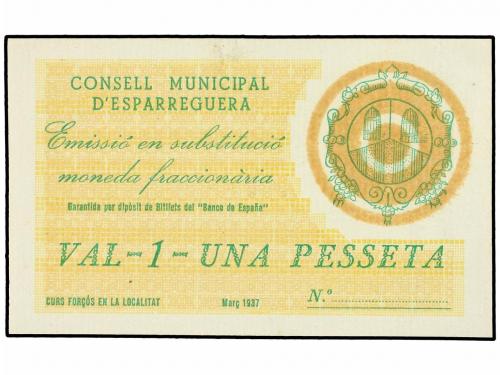 CONSELL MUNICIPAL
D'ESPARREGUERA
Emissió en substitució
moneda fraccionària
Garantida per dipòsit de Bitllets del "Banco de España"
VAL -1- UNA PESSETA
CURS FORÇÓS EN LA LOCALITAT Març 1937 N.º